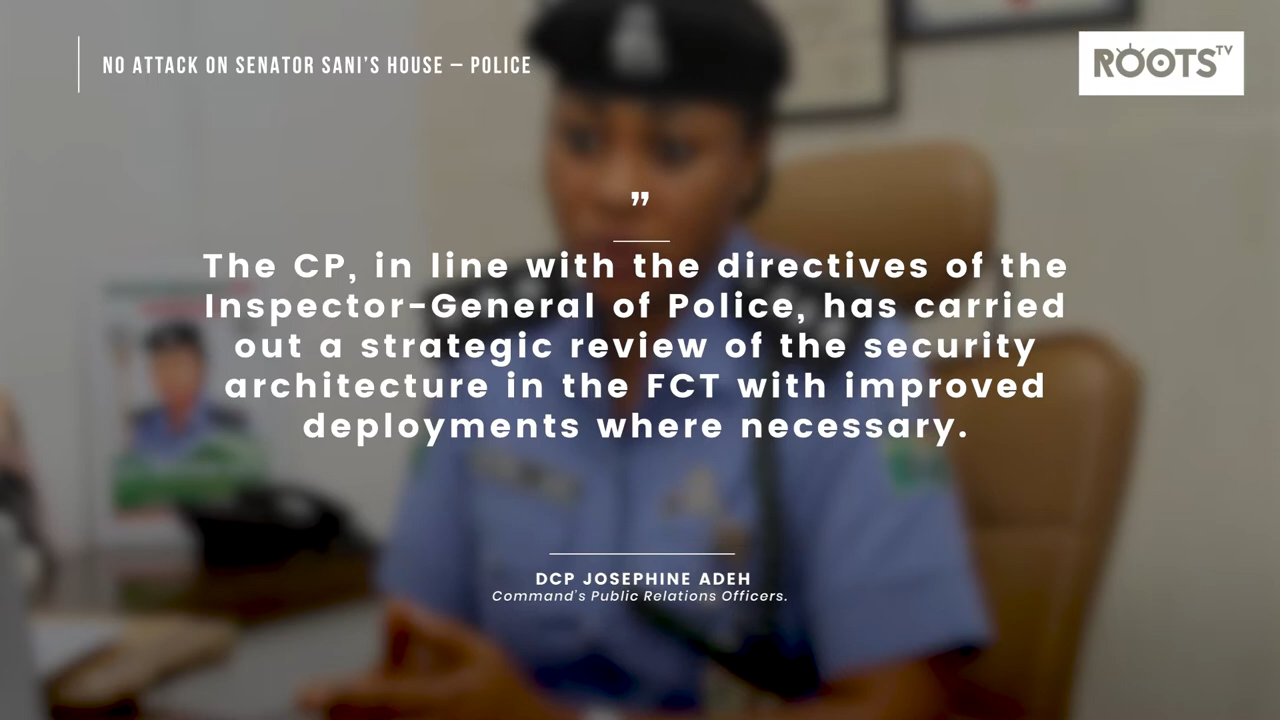 NO ATTACK ON SENATOR SANI'S HOUSE – POLICE
ROOTS TV
”
The CP, in line with the directives of the
Inspector-General of Police, has carried
out a strategic review of the security
architecture in the FCT with improved
deployments where necessary.
DCP JOSEPHINE ADEH
Command's Public Relations Officers.